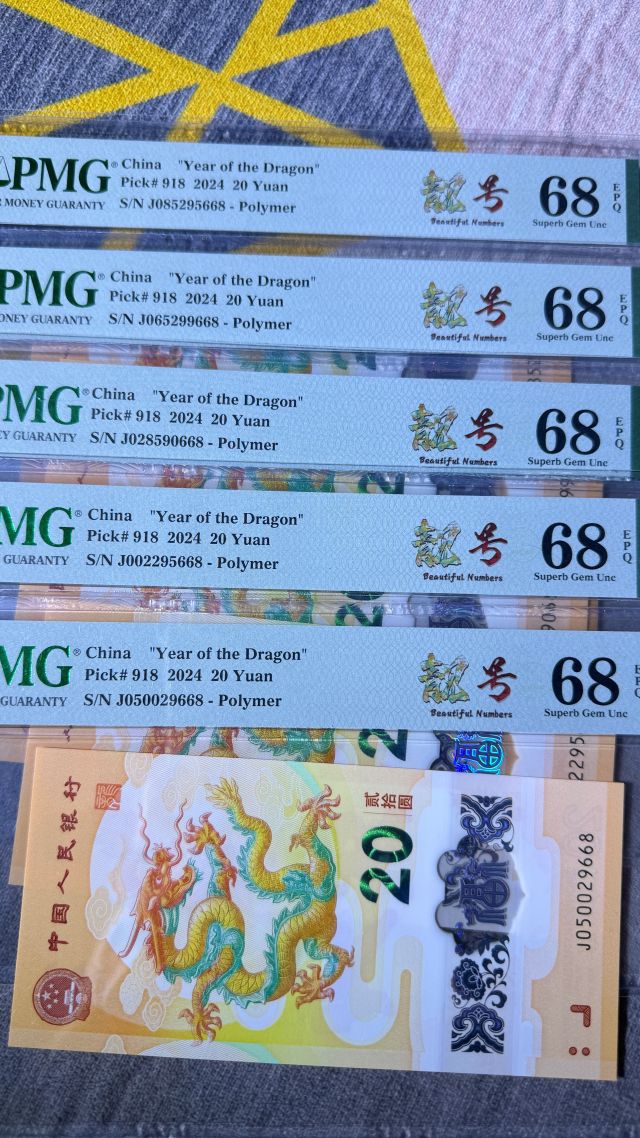 PMG® China "Year of the Dragon"
Pick# 918 2024 20 Yuan
MONEY GUARANTY S/N J085295668 - Polymer
靓号
Beautiful Numbers
68
EPQ
Superb Gem Unc
PMG® China "Year of the Dragon"
Pick# 918 2024 20 Yuan
ONEY GUARANTY S/N J065299668 - Polymer
靓号
Beautiful Numbers
68
EPQ
Superb Gem Unc
PMG® China "Year of the Dragon"
Pick# 918 2024 20 Yuan
EY GUARANTY S/N J028590668 - Polymer
靓号
Beautiful Numbers
68
EPQ
Superb Gem Unc
MG® China "Year of the Dragon"
Pick# 918 2024 20 Yuan
GUARANTY S/N J002295668 - Polymer
靓号
Beautiful Numbers
68
EPQ
Superb Gem Unc
MG® China "Year of the Dragon"
Pick# 918 2024 20 Yuan
GUARANTY S/N J050029668 - Polymer
靓号
Beautiful Numbers
68
Superb Gem Unc
中国人民银行
贰拾圆
20
福
J050029668